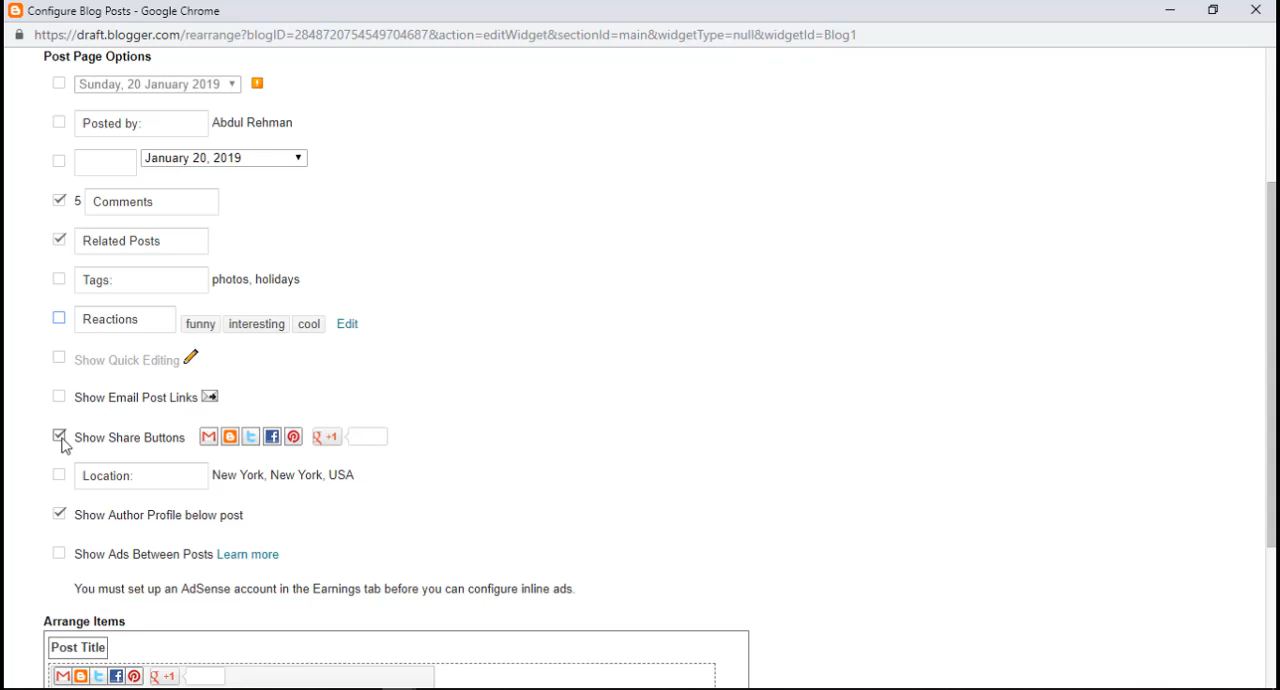 Configure Blog Posts - Google Chrome
https://draft.blogger.com/rearrange?blogID=2848720754549704687&action=editWidget&sectionId=main&widgetType=null&widgetId=Blog1
Post Page Options
Sunday, 20 January 2019
Posted by: Abdul Rehman
January 20, 2019
5 Comments
Related Posts
Tags: photos, holidays
Reactions funny interesting cool Edit
Show Quick Editing
Show Email Post Links
Show Share Buttons g +1
Location: New York, New York, USA
Show Author Profile below post
Show Ads Between Posts Learn more
You must set up an AdSense account in the Earnings tab before you can configure inline ads.
Arrange Items
Post Title
g +1